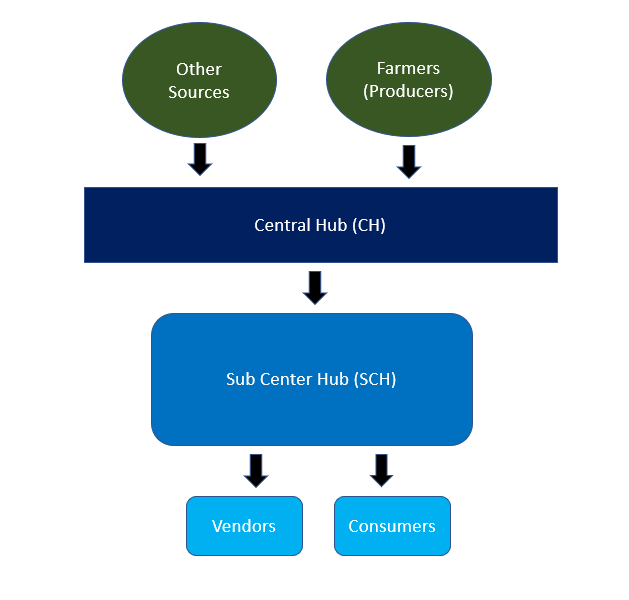 Other
Sources
Farmers
(Producers)
Central Hub (CH)
Sub Center Hub (SCH)
Vendors
Consumers